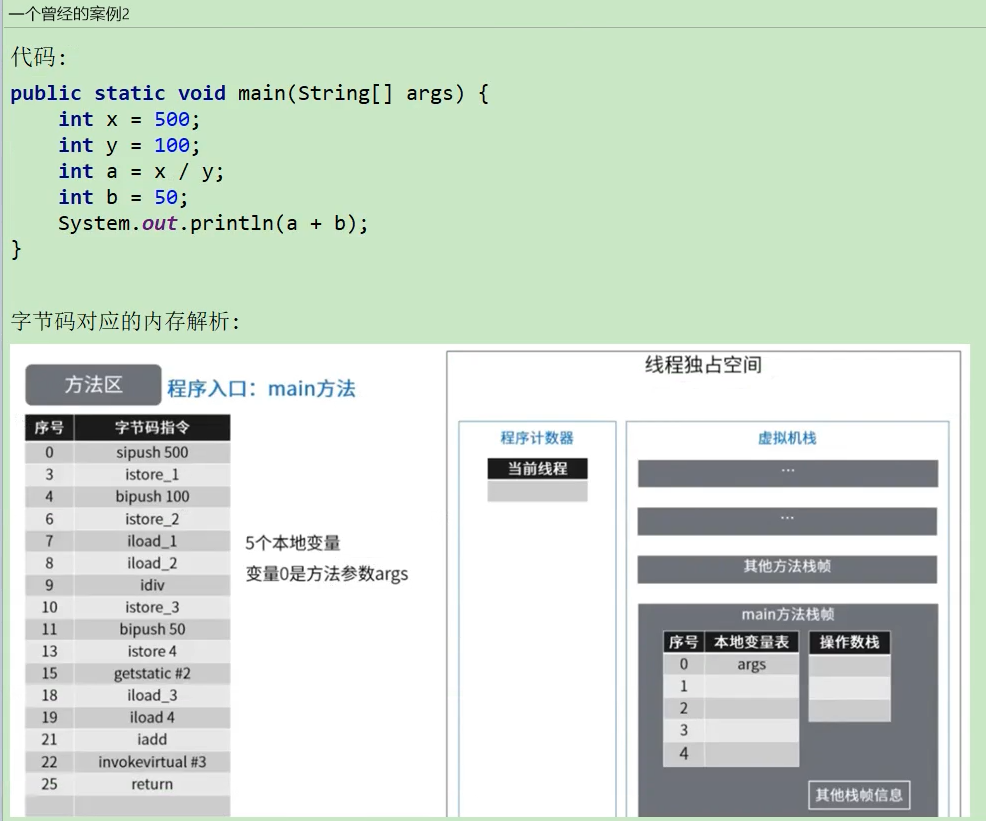 一个曾经的案例2
代码:
public static void main(String[] args) {
int x = 500;
int y = 100;
int a = x / y;
int b = 50;
System.out.println(a + b);
}
字节码对应的内存解析:
方法区
程序入口：main方法
序号 字节码指令
0 sipush 500
3 istore_1
4 bipush 100
6 istore_2
7 iload_1
8 iload_2
9 idiv
10 istore_3
11 bipush 50
13 istore 4
15 getstatic #2
18 iload_3
19 iload 4
21 iadd
22 invokevirtual #3
25 return
5个本地变量
变量0是方法参数args
线程独占空间
程序计数器
当前线程
虚拟机栈
...
...
其他方法栈帧
main方法栈帧
序号 本地变量表 操作数栈
0 args
1
2
3
4
其他栈帧信息